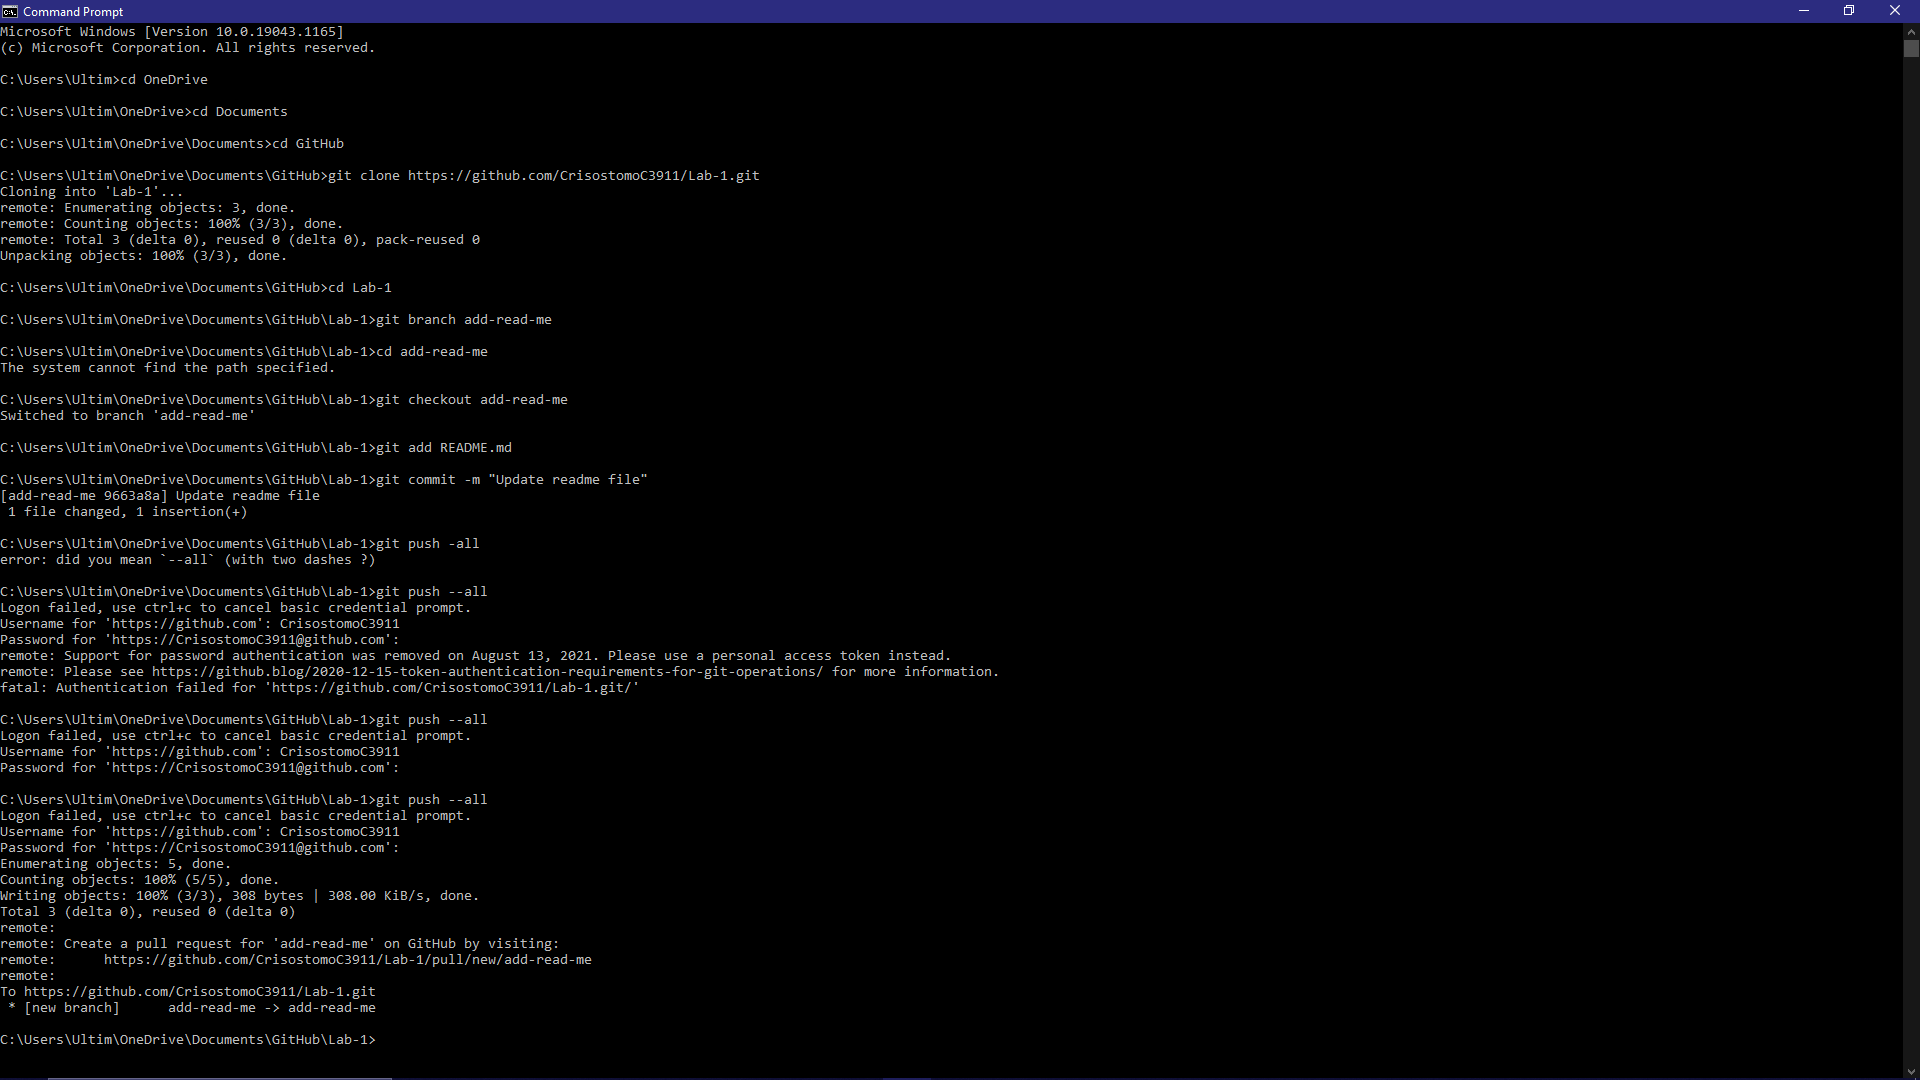 Command Prompt
Microsoft Windows [Version 10.0.19043.1165]
(c) Microsoft Corporation. All rights reserved.
C:\Users\Ultim>cd OneDrive
C:\Users\Ultim\OneDrive>cd Documents
C:\Users\Ultim\OneDrive\Documents>cd GitHub
C:\Users\Ultim\OneDrive\Documents\GitHub>git clone https://github.com/CrisostomoC3911/Lab-1.git
Cloning into 'Lab-1'...
remote: Enumerating objects: 3, done.
remote: Counting objects: 100% (3/3), done.
remote: Total 3 (delta 0), reused 0 (delta 0), pack-reused 0
Unpacking objects: 100% (3/3), done.
C:\Users\Ultim\OneDrive\Documents\GitHub>cd Lab-1
C:\Users\Ultim\OneDrive\Documents\GitHub\Lab-1>git branch add-read-me
C:\Users\Ultim\OneDrive\Documents\GitHub\Lab-1>cd add-read-me
The system cannot find the path specified.
C:\Users\Ultim\OneDrive\Documents\GitHub\Lab-1>git checkout add-read-me
Switched to branch 'add-read-me'
C:\Users\Ultim\OneDrive\Documents\GitHub\Lab-1>git add README.md
C:\Users\Ultim\OneDrive\Documents\GitHub\Lab-1>git commit -m "Update readme file"
[add-read-me 9663a8a] Update readme file
 1 file changed, 1 insertion(+)
C:\Users\Ultim\OneDrive\Documents\GitHub\Lab-1>git push -all
error: did you mean `--all` (with two dashes ?)
C:\Users\Ultim\OneDrive\Documents\GitHub\Lab-1>git push --all
Logon failed, use ctrl+c to cancel basic credential prompt.
Username for 'https://github.com': CrisostomoC3911
Password for 'https://CrisostomoC3911@github.com':
remote: Support for password authentication was removed on August 13, 2021. Please use a personal access token instead.
remote: Please see https://github.blog/2020-12-15-token-authentication-requirements-for-git-operations/ for more information.
fatal: Authentication failed for 'https://github.com/CrisostomoC3911/Lab-1.git/'
C:\Users\Ultim\OneDrive\Documents\GitHub\Lab-1>git push --all
Logon failed, use ctrl+c to cancel basic credential prompt.
Username for 'https://github.com': CrisostomoC3911
Password for 'https://CrisostomoC3911@github.com':
C:\Users\Ultim\OneDrive\Documents\GitHub\Lab-1>git push --all
Logon failed, use ctrl+c to cancel basic credential prompt.
Username for 'https://github.com': CrisostomoC3911
Password for 'https://CrisostomoC3911@github.com':
Enumerating objects: 5, done.
Counting objects: 100% (5/5), done.
Writing objects: 100% (3/3), 308 bytes | 308.00 KiB/s, done.
Total 3 (delta 0), reused 0 (delta 0)
remote:
remote: Create a pull request for 'add-read-me' on GitHub by visiting:
remote:      https://github.com/CrisostomoC3911/Lab-1/pull/new/add-read-me
remote:
To https://github.com/CrisostomoC3911/Lab-1.git
 * [new branch]      add-read-me -> add-read-me
C:\Users\Ultim\OneDrive\Documents\GitHub\Lab-1>